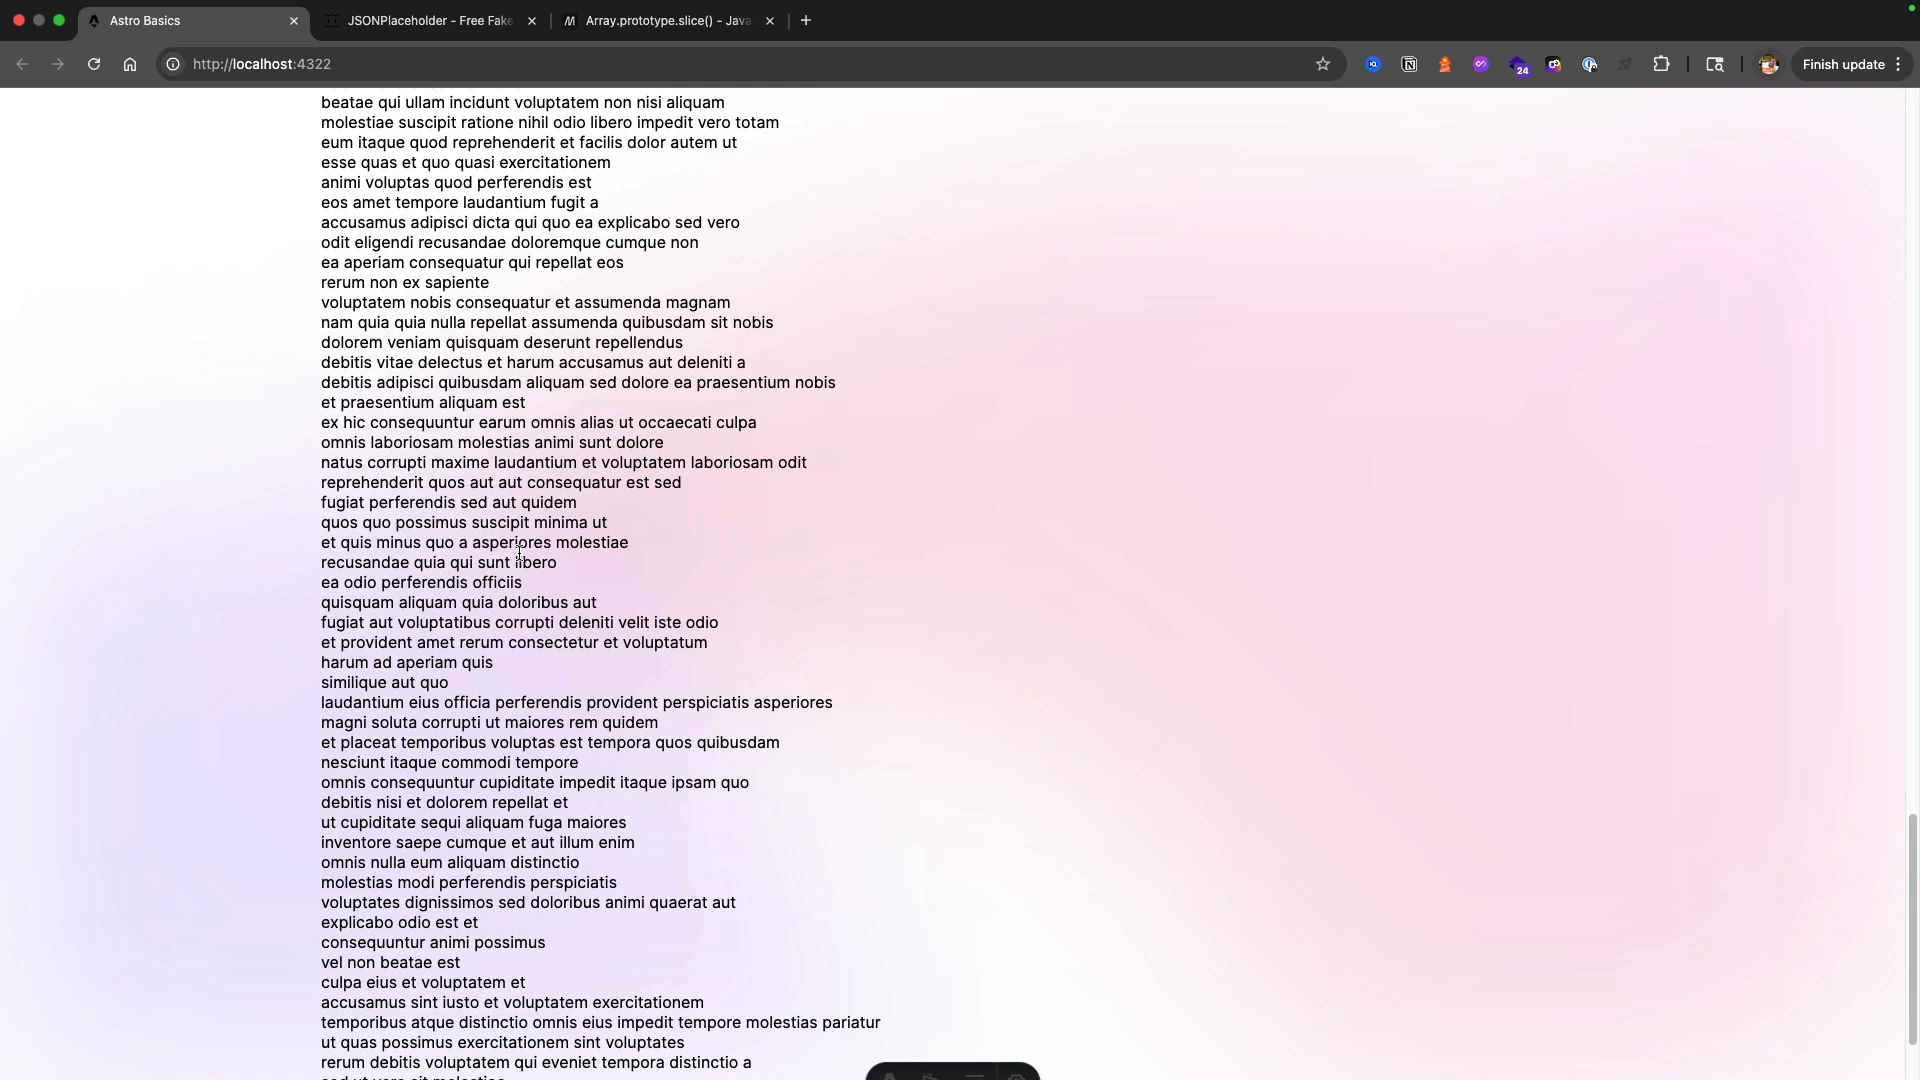 Astro Basics
JSONPlaceholder - Free Fake
Array.prototype.slice() - Java
http://localhost:4322
24
Finish update
beatae qui ullam incidunt voluptatem non nisi aliquam
molestiae suscipit ratione nihil odio libero impedit vero totam
eum itaque quod reprehenderit et facilis dolor autem ut
esse quas et quo quasi exercitationem
animi voluptas quod perferendis est
eos amet tempore laudantium fugit a
accusamus adipisci dicta qui quo ea explicabo sed vero
odit eligendi recusandae doloremque cumque non
ea aperiam consequatur qui repellat eos
rerum non ex sapiente
voluptatem nobis consequatur et assumenda magnam
nam quia quia nulla repellat assumenda quibusdam sit nobis
dolorem veniam quisquam deserunt repellendus
debitis vitae delectus et harum accusamus aut deleniti a
debitis adipisci quibusdam aliquam sed dolore ea praesentium nobis
et praesentium aliquam est
ex hic consequuntur earum omnis alias ut occaecati culpa
omnis laboriosam molestias animi sunt dolore
natus corrupti maxime laudantium et voluptatem laboriosam odit
reprehenderit quos aut aut consequatur est sed
fugiat perferendis sed aut quidem
quos quo possimus suscipit minima ut
et quis minus quo a asperiores molestiae
recusandae quia qui sunt libero
ea odio perferendis officiis
quisquam aliquam quia doloribus aut
fugiat aut voluptatibus corrupti deleniti velit iste odio
et provident amet rerum consectetur et voluptatum
harum ad aperiam quis
similique aut quo
laudantium eius officia perferendis provident perspiciatis asperiores
magni soluta corrupti ut maiores rem quidem
et placeat temporibus voluptas est tempora quos quibusdam
nesciunt itaque commodi tempore
omnis consequuntur cupiditate impedit itaque ipsam quo
debitis nisi et dolorem repellat et
ut cupiditate sequi aliquam fuga maiores
inventore saepe cumque et aut illum enim
omnis nulla eum aliquam distinctio
molestias modi perferendis perspiciatis
voluptates dignissimos sed doloribus animi quaerat aut
explicabo odio est et
consequuntur animi possimus
vel non beatae est
culpa eius et voluptatem et
accusamus sint iusto et voluptatem exercitationem
temporibus atque distinctio omnis eius impedit tempore molestias pariatur
ut quas possimus exercitationem sint voluptates
rerum debitis voluptatem qui eveniet tempora distinctio a